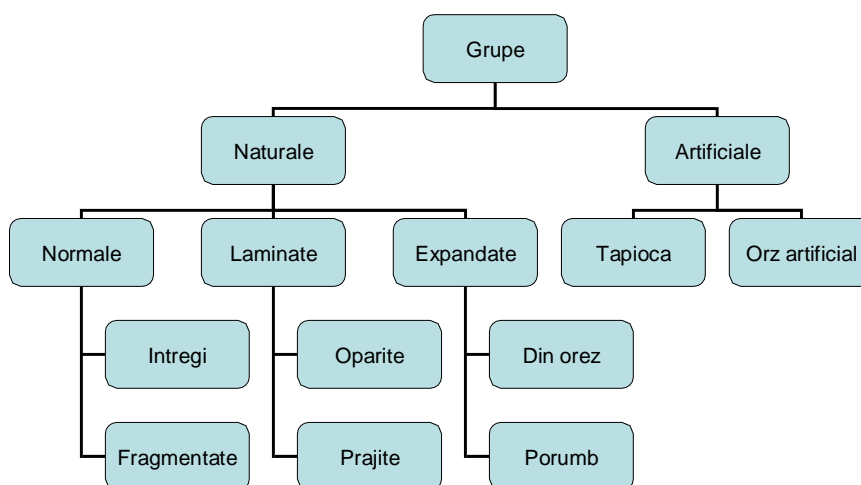 Grupe
Naturale
Artificiale
Normale
Laminate
Expandate
Tapioca
Orz artificial
Intregi
Oparite
Din orez
Fragmentate
Prajite
Porumb